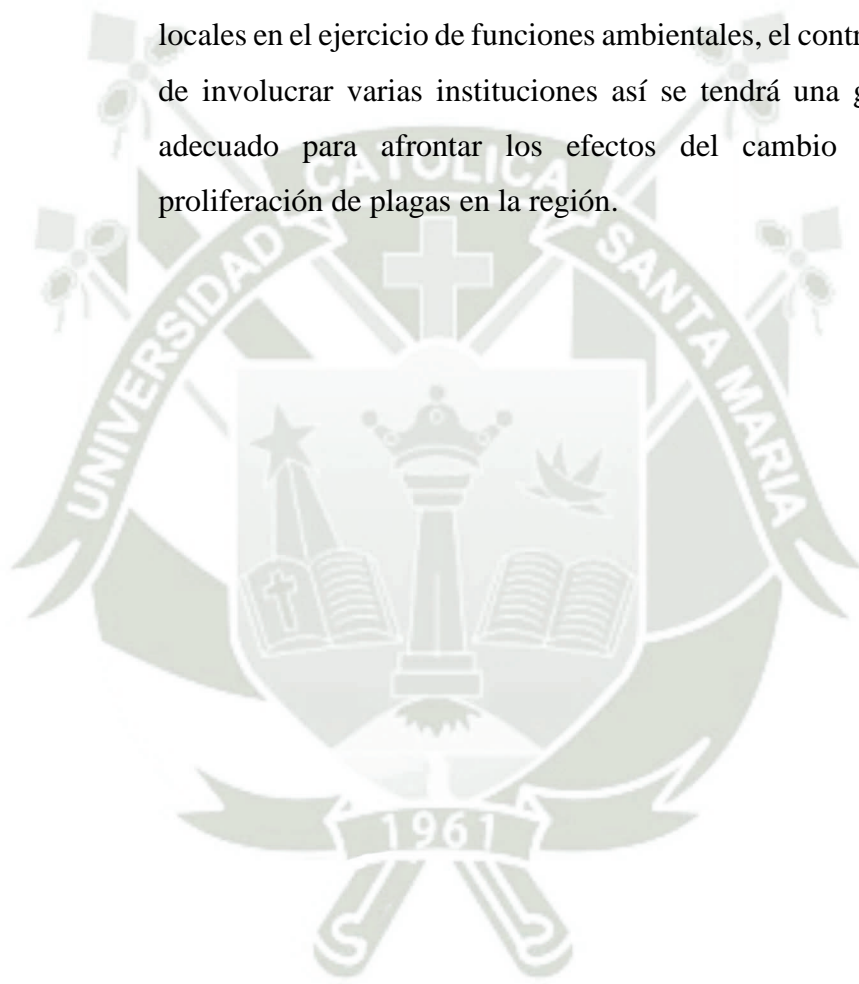 locales en el ejercicio de funciones ambientales, el contr
de involucrar varias instituciones así se tendrá una g
adecuado para afrontar los efectos del cambio
proliferación de plagas en la región.
UNIVERSIDAD CATOLICA SANTA MARIA
1961